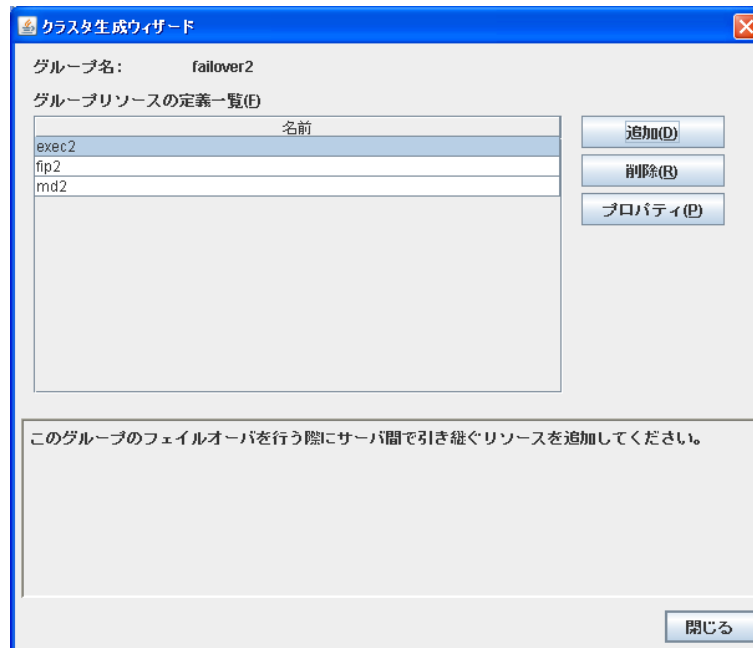 クラスタ生成ウィザード
グループ名: failover2
グループリソースの定義一覧(F)
名前
追加(D)
exec2
fip2
削除(R)
md2
プロパティ(P)
このグループのフェイルオーバを行う際にサーバ間で引き継ぐリソースを追加してください。
閉じる